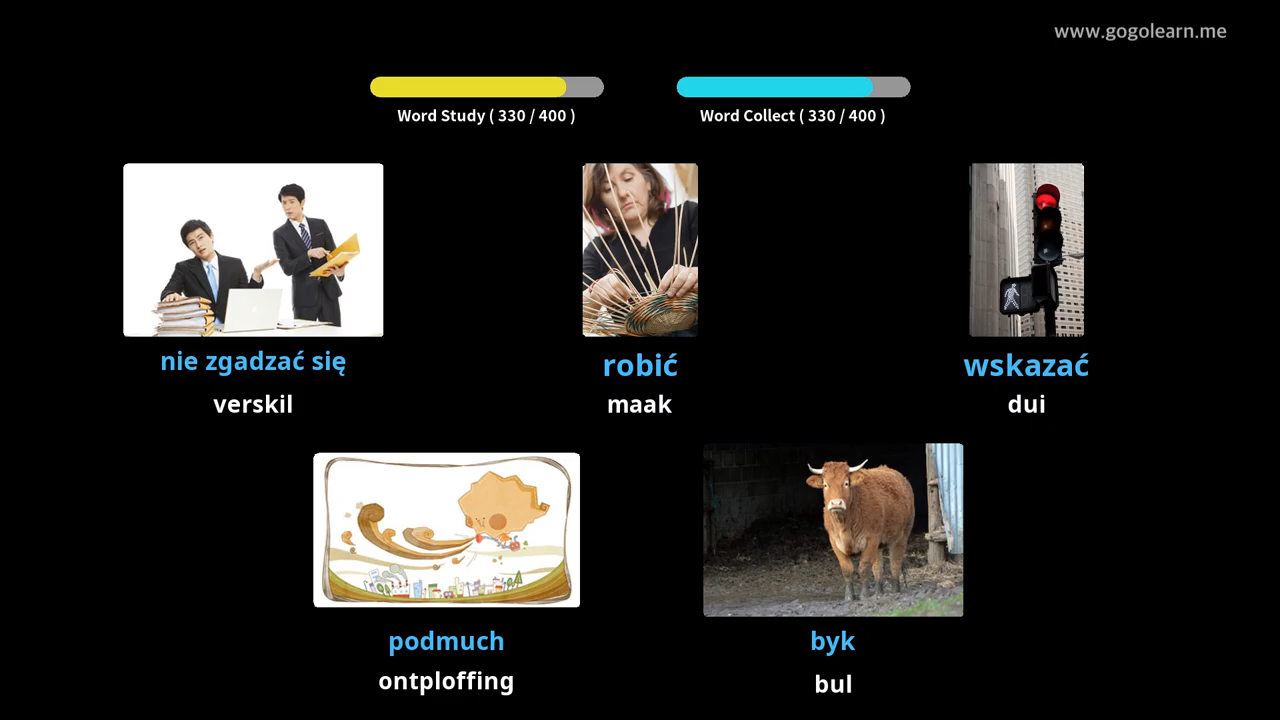 www.gogolearn.me
Word Study ( 330 / 400 )
Word Collect ( 330 / 400 )
nie zgadzać się
verskil
robić
maak
wskazać
dui
podmuch
ontploffing
byk
bul